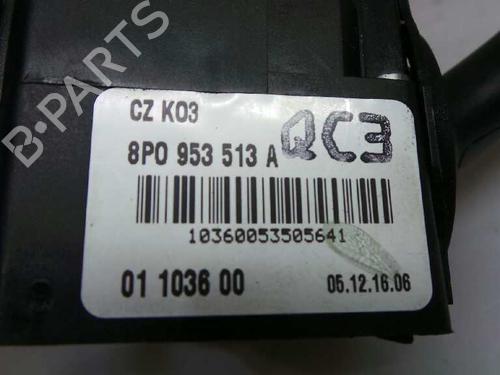 B-PARTS
CZ K03
8P0 953 513 A
QC3
10360053505641
01 1036 00
05.12.16.06